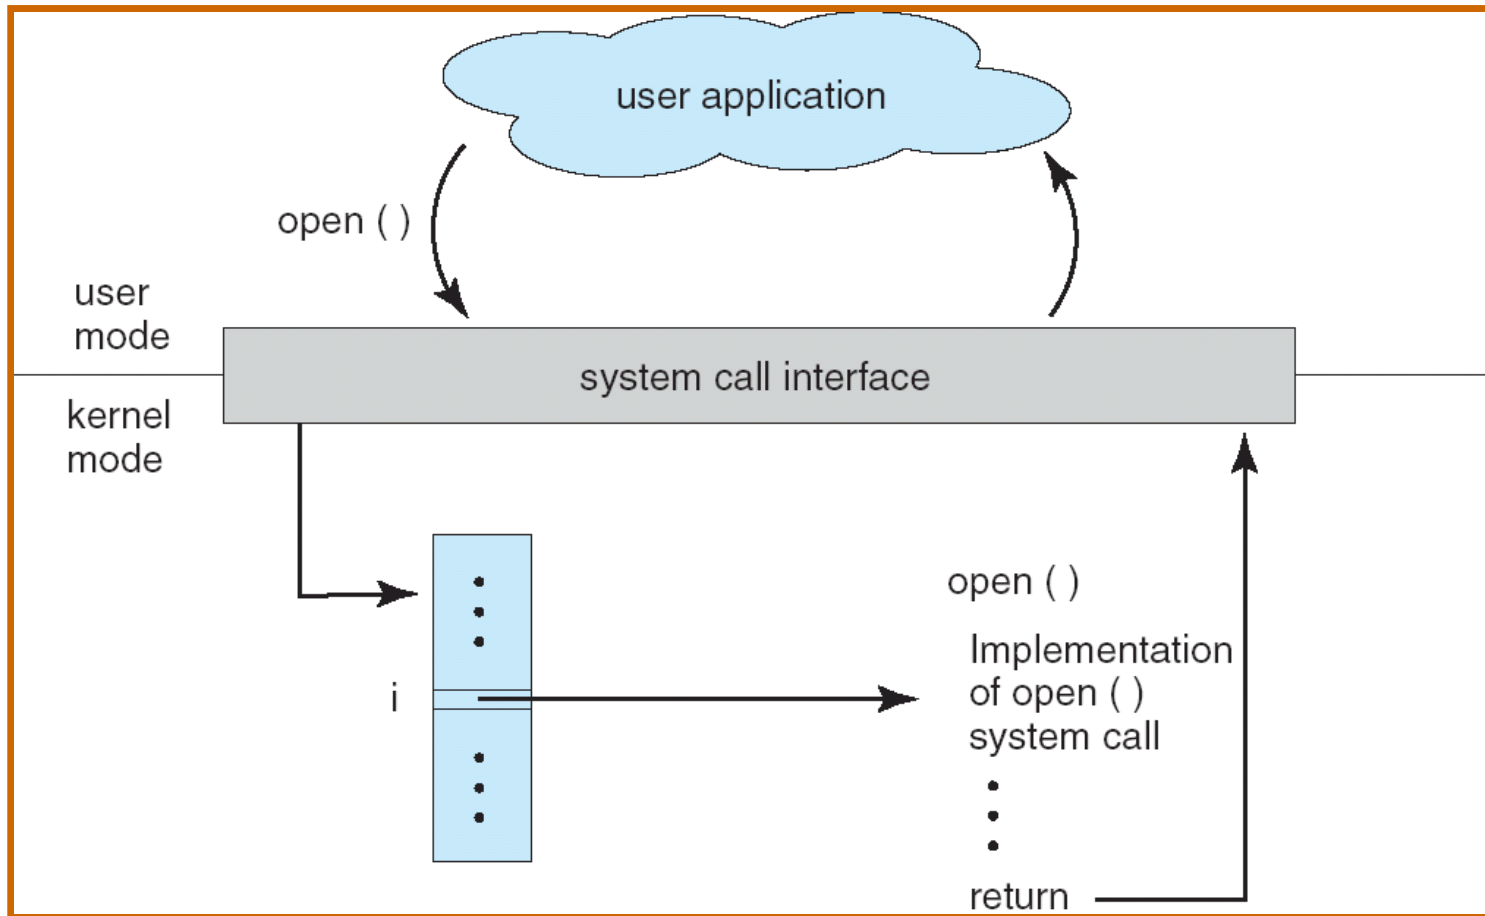 user application
open ( )
user
mode
system call interface
kernel
mode
open ( )
Implementation
of open ( )
system call
i
return